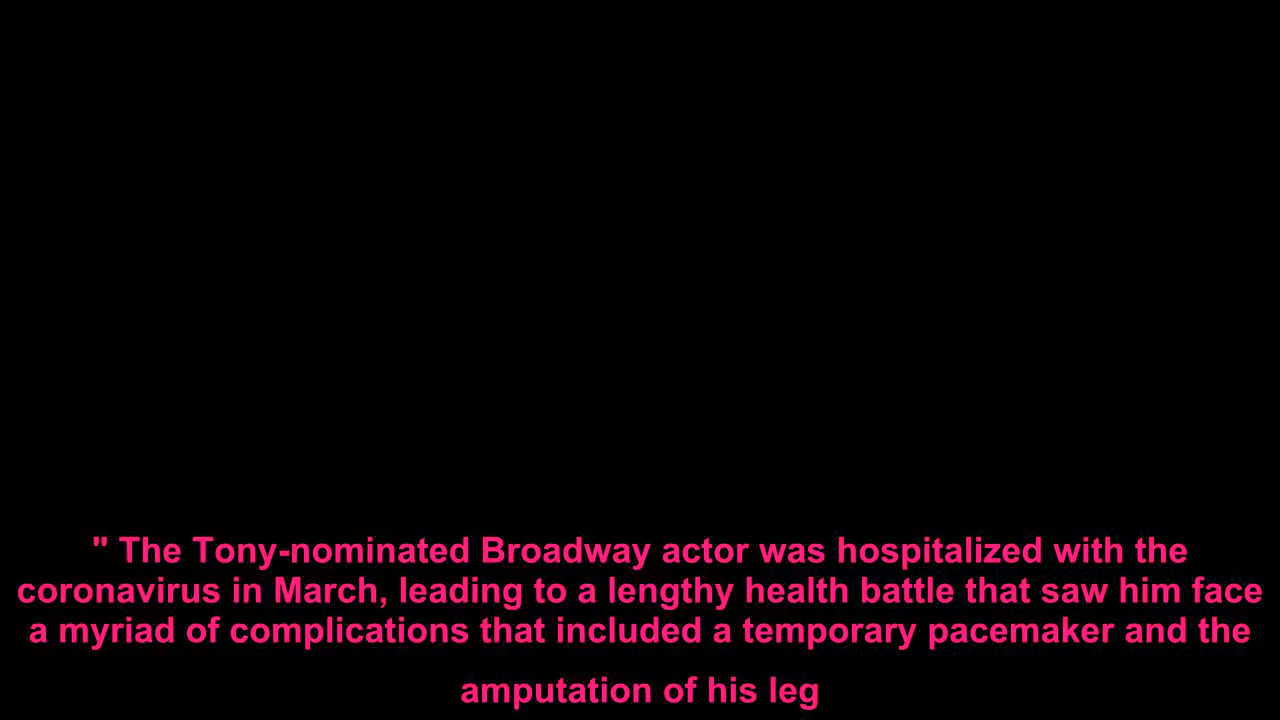 " The Tony-nominated Broadway actor was hospitalized with the
coronavirus in March, leading to a lengthy health battle that saw him face
a myriad of complications that included a temporary pacemaker and the
amputation of his leg